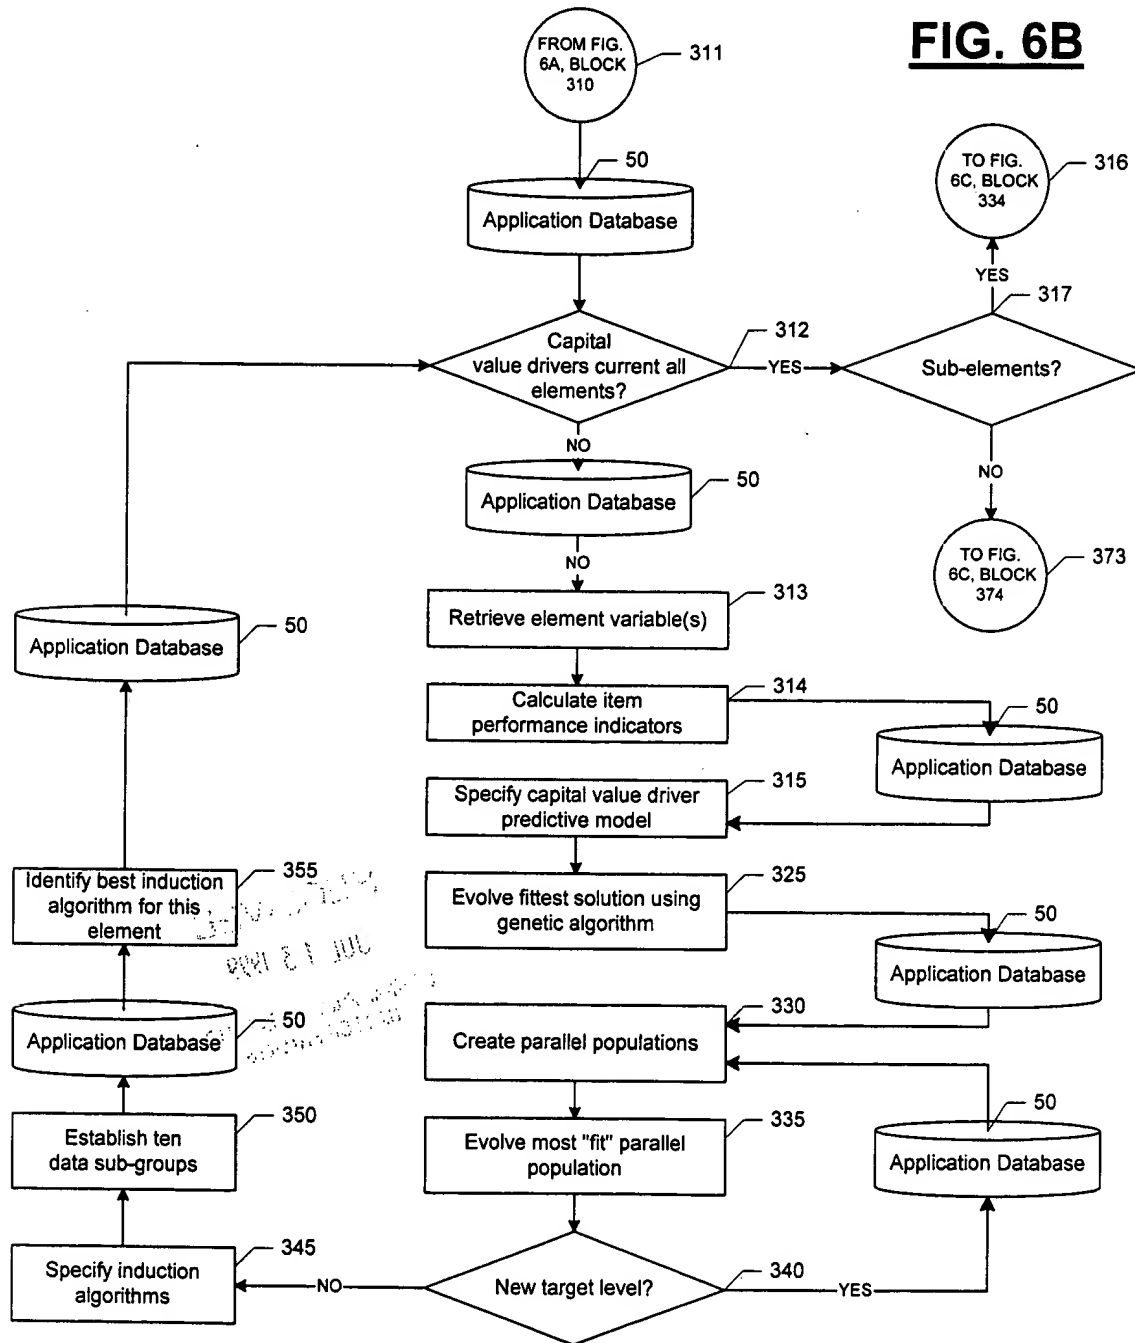 FIG. 6B
FROM FIG.
6A, BLOCK
310
311
50
Application Database
TO FIG.
6C, BLOCK
334
316
YES
317
Capital
value drivers current all
elements?
312
YES
Sub-elements?
NO
Application Database
50
NO
NO
TO FIG.
6C, BLOCK
374
373
Retrieve element variable(s)
313
Application Database
50
Calculate item
performance indicators
314
50
Application Database
Specify capital value driver
predictive model
315
Identify best induction
algorithm for this
element
355
Evolve fittest solution using
genetic algorithm
325
50
Application Database
JUL 13 1999
50
Application Database
Create parallel populations
330
Establish ten
data sub-groups
350
Evolve most "fit" parallel
population
335
50
Application Database
Specify induction
algorithms
345
NO
New target level?
340
YES